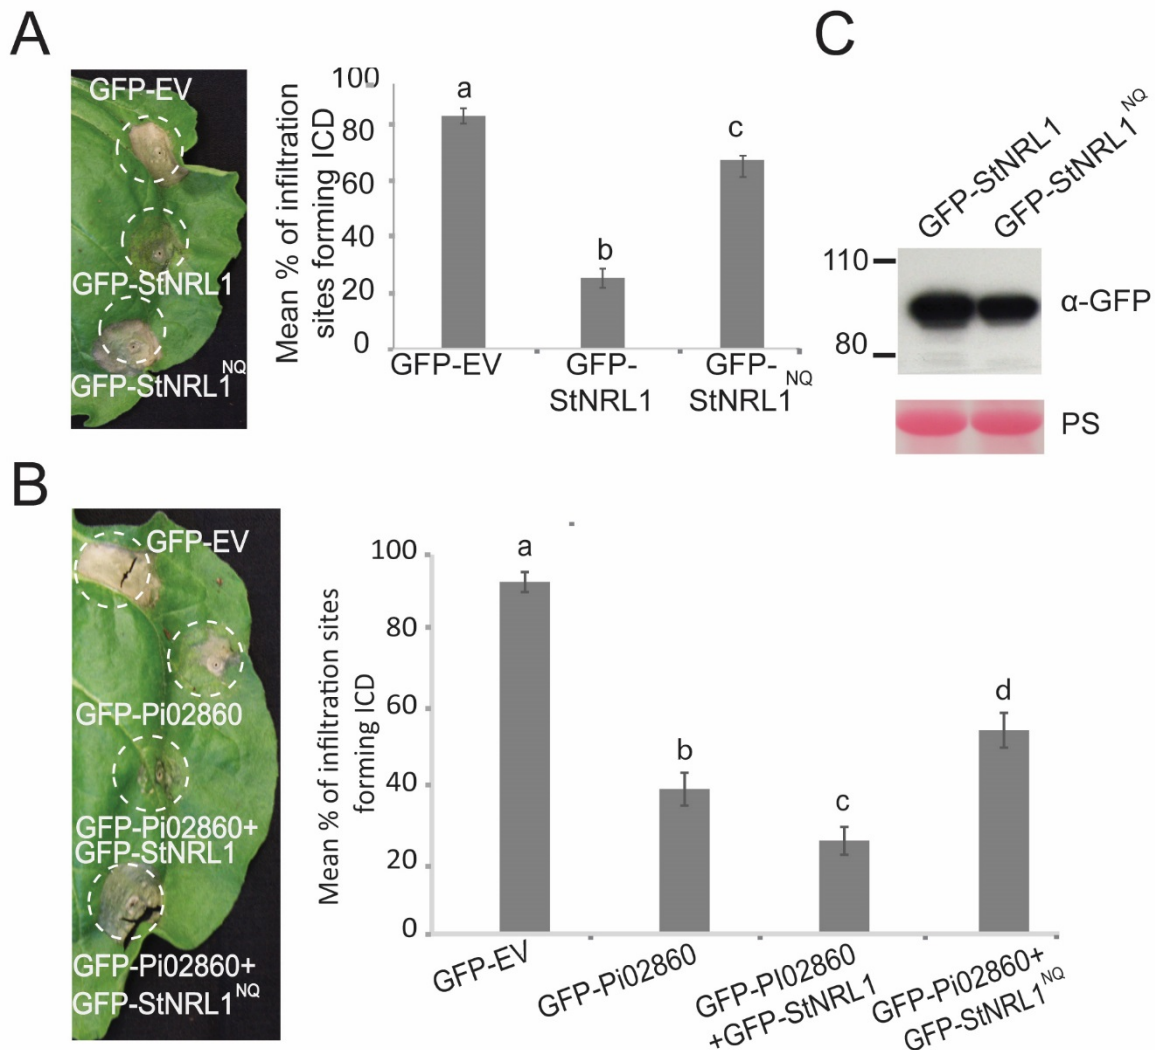 A
GFP-EV
GFP-StNRL1
GFP-StNRL1NQ
Mean % of infiltration
sites forming ICD
100
80
60
40
20
0
a
b
c
GFP-EV
GFP-
StNRL1
GFP-
StNRL1NQ
C
GFP-StNRL1
GFP-StNRL1NQ
110
80
α-GFP
PS
B
GFP-EV
GFP-Pi02860
GFP-Pi02860+
GFP-StNRL1
GFP-Pi02860+
GFP-StNRL1NQ
Mean % of infiltration sites
forming ICD
100
80
60
40
20
0
a
b
c
d
GFP-EV
GFP-Pi02860
GFP-PI02860
+GFP-StNRL1
GFP-Pi02860+
GFP-StNRL1NQ